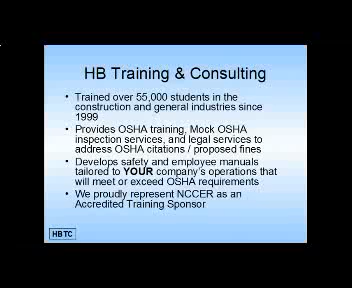 HB Training & Consulting
• Trained over 55,000 students in the
construction and general industries since
1999
• Provides OSHA training, Mock OSHA
inspection services, and legal services to
address OSHA citations / proposed fines
• Develops safety and employee manuals
tailored to YOUR company's operations that
will meet or exceed OSHA requirements
• We proudly represent NCCER as an
Accredited Training Sponsor
HBTC